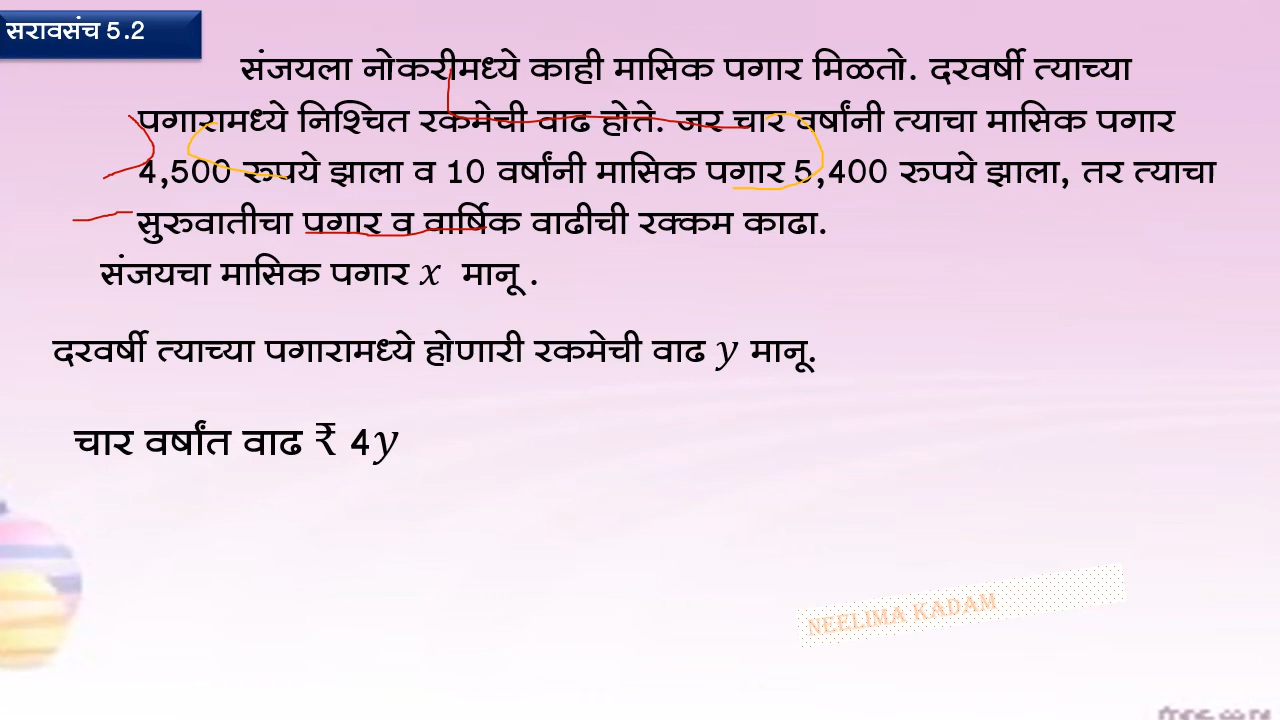 सरावसंच 5.2
संजयला नोकरीमध्ये काही मासिक पगार मिळतो. दरवर्षी त्याच्या
पगारामध्ये निश्चित रकमेची वाढ होते. जर चार वर्षांनी त्याचा मासिक पगार
4,500 रुपये झाला व 10 वर्षांनी मासिक पगार 5,400 रुपये झाला, तर त्याचा
सुरुवातीचा पगार व वार्षिक वाढीची रक्कम काढा.
संजयचा मासिक पगार x मानू .
दरवर्षी त्याच्या पगारामध्ये होणारी रकमेची वाढ y मानू.
चार वर्षांत वाढ ₹ 4y
NEELIMA KADAM